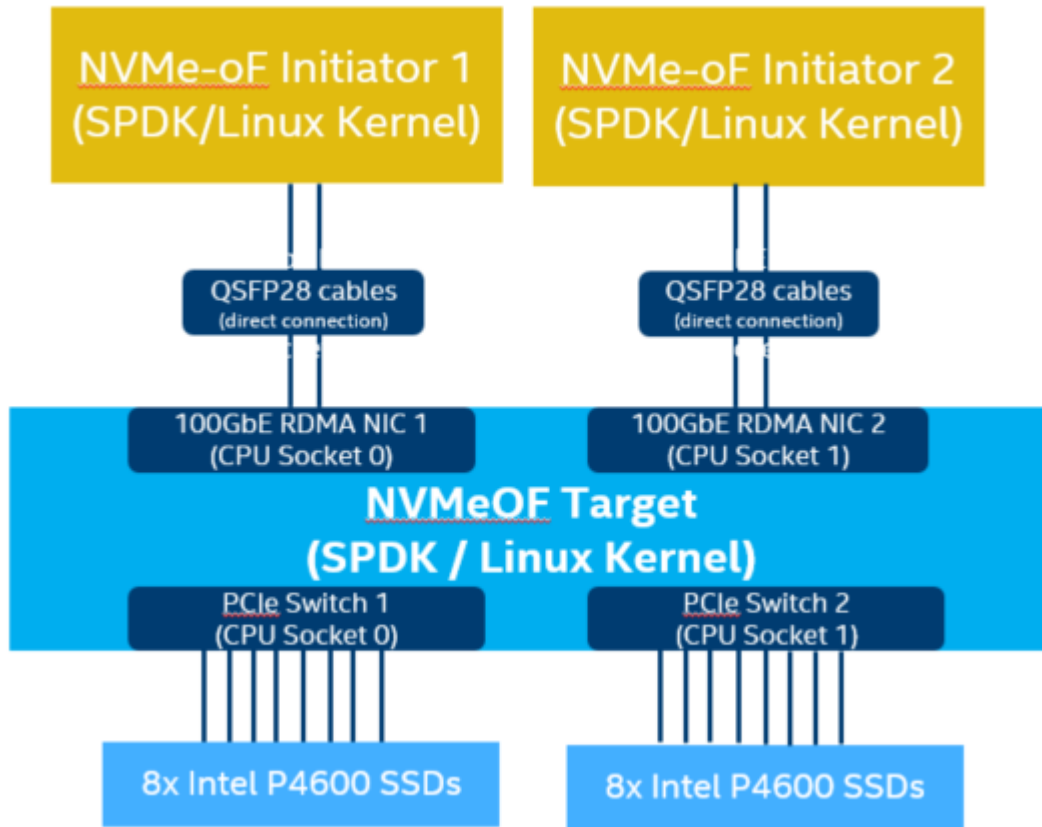 NVMe-oF Initiator 1
(SPDK/Linux Kernel)
NVMe-oF Initiator 2
(SPDK/Linux Kernel)
QSFP28 cables
(direct connection)
QSFP28 cables
(direct connection)
100GbE RDMA NIC 1
(CPU Socket 0)
100GbE RDMA NIC 2
(CPU Socket 1)
NVMeOF Target
(SPDK / Linux Kernel)
PCIe Switch 1
(CPU Socket 0)
PCIe Switch 2
(CPU Socket 1)
8x Intel P4600 SSDs
8x Intel P4600 SSDs